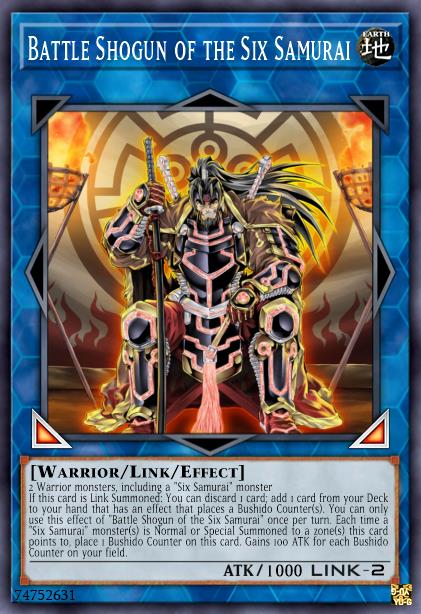 BATTLE SHOGUN OF THE SIX SAMURAI
EARTH
地
[WARRIOR/LINK/EFFECT]
2 Warrior monsters, including a "Six Samurai" monster
If this card is Link Summoned: You can discard 1 card; add 1 card from your Deck
to your hand that has an effect that places a Bushido Counter(s). You can only
use this effect of "Battle Shogun of the Six Samurai" once per turn. Each time a
"Six Samurai" monster(s) is Normal or Special Summoned to a zone(s) this card
points to, place 1 Bushido Counter on this card. Gains 100 ATK for each Bushido
Counter on your field.
ATK/1000 LINK-2
74752631